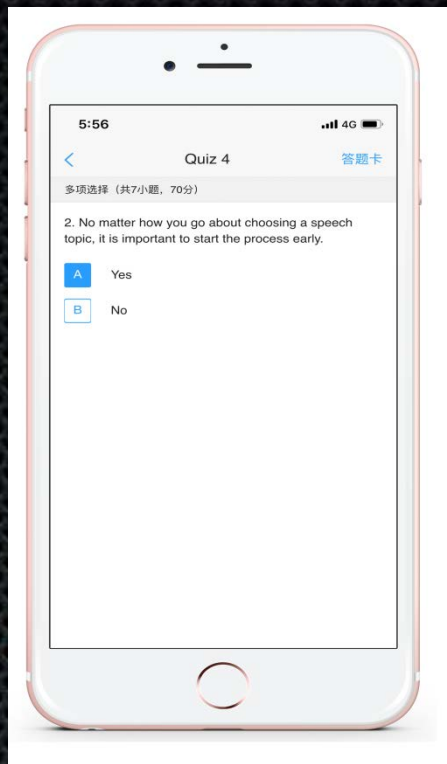 5:56
4G
Quiz 4
答题卡
多项选择（共7小题，70分）
2. No matter how you go about choosing a speech
topic, it is important to start the process early.
A Yes
B No